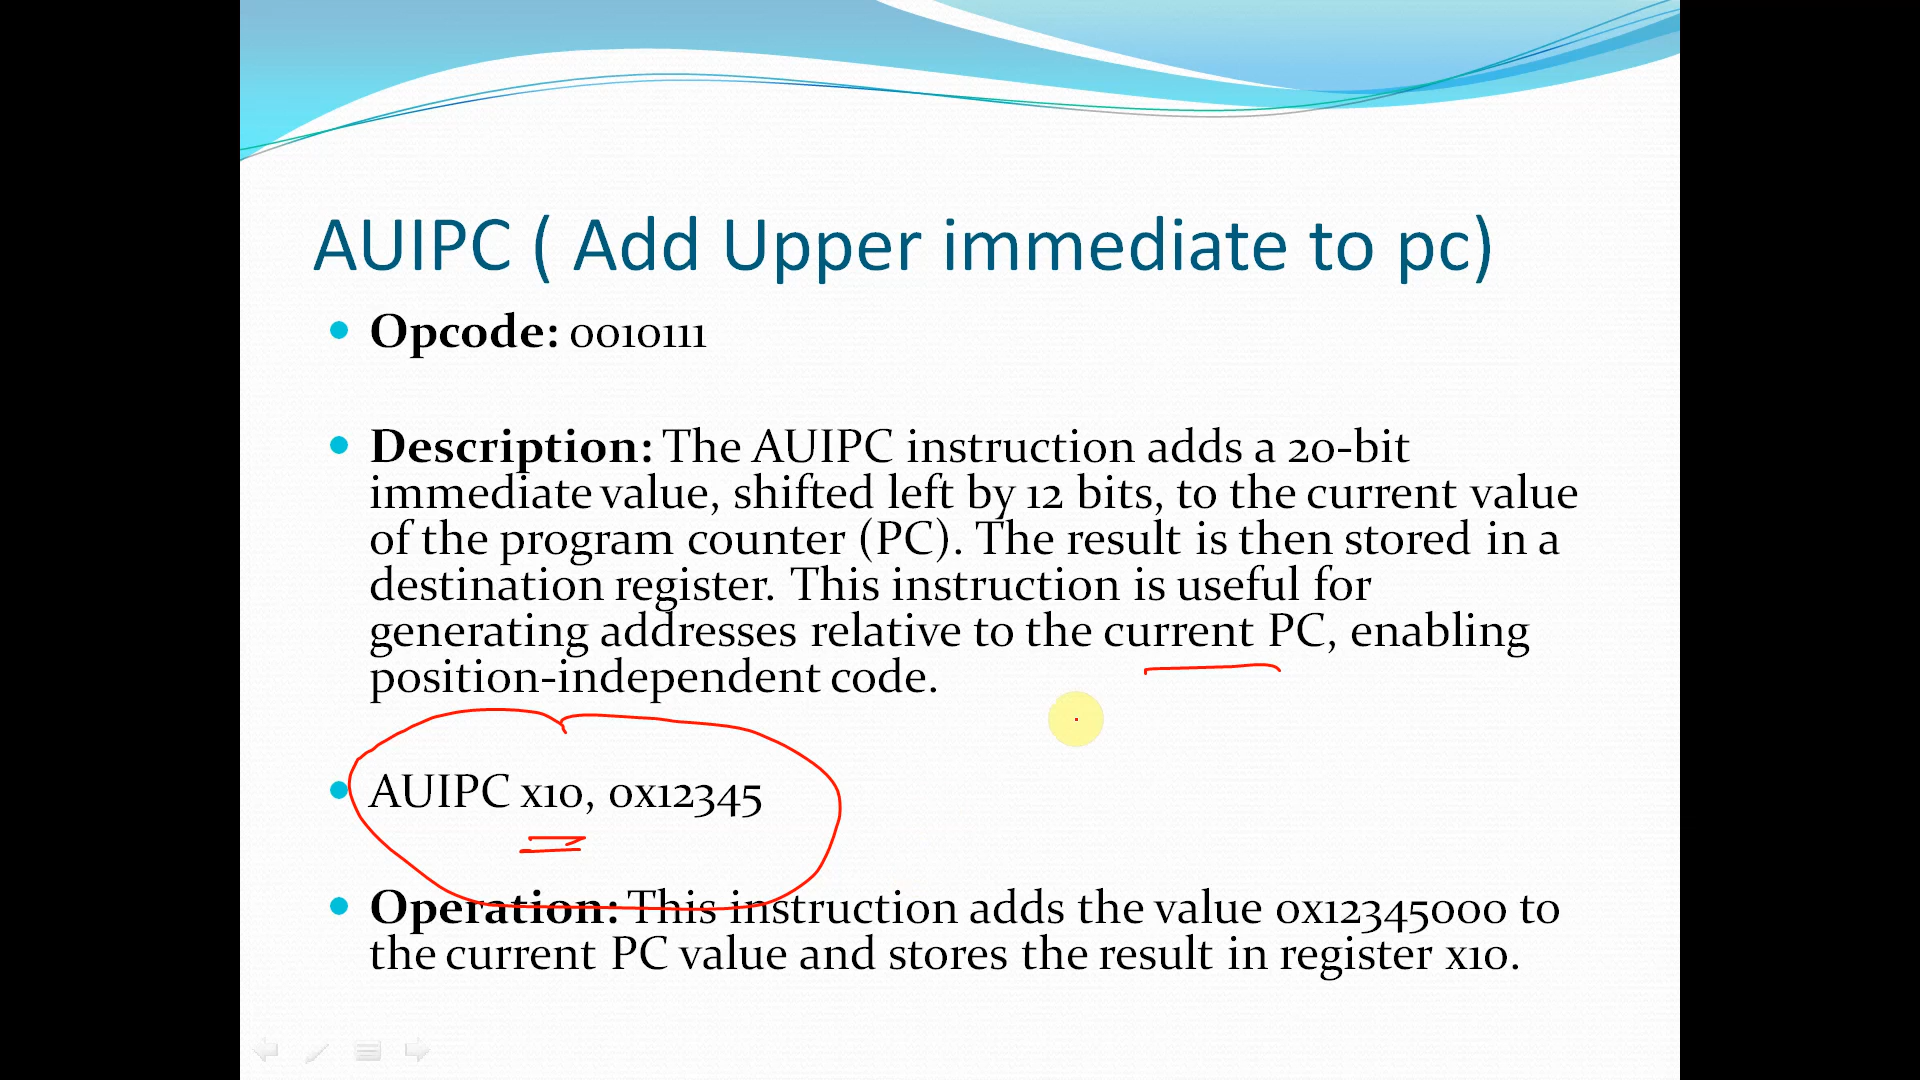 AUIPC ( Add Upper immediate to pc)
Opcode: 0010111
Description: The AUIPC instruction adds a 20-bit
immediate value, shifted left by 12 bits, to the current value
of the program counter (PC). The result is then stored in a
destination register. This instruction is useful for
generating addresses relative to the current PC, enabling
position-independent code.
AUIPC x10, 0x12345
Operation: This instruction adds the value 0x12345000 to
the current PC value and stores the result in register x10.